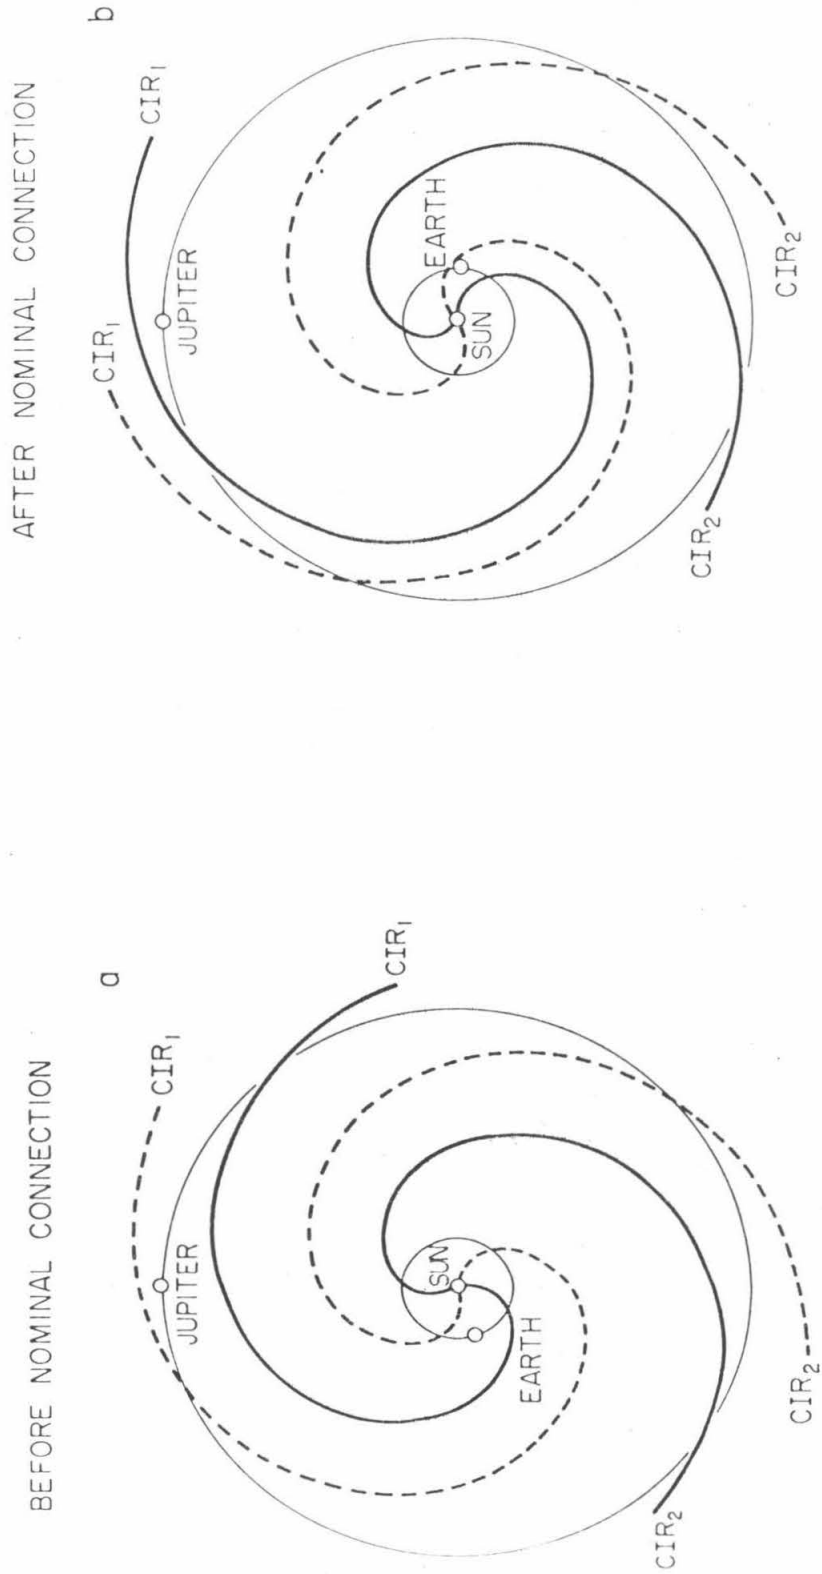 BEFORE NOMINAL CONNECTION
a
CIR₁
JUPITER
CIR₁
SUN
EARTH
CIR₂
CIR₂
AFTER NOMINAL CONNECTION
b
CIR₁
CIR₁
JUPITER
EARTH
SUN
CIR₂
CIR₂